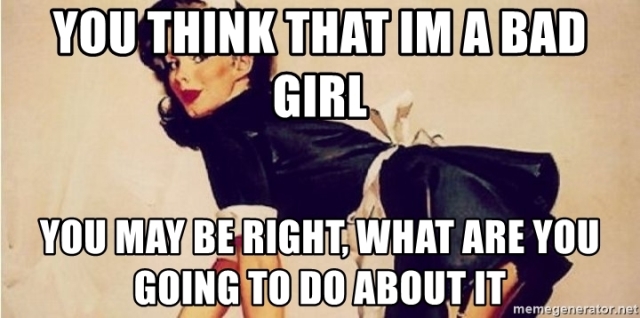 YOU THINK THAT IM A BAD
GIRL
YOU MAY BE RIGHT, WHAT ARE YOU
GOING TO DO ABOUT IT
memegenerator.net